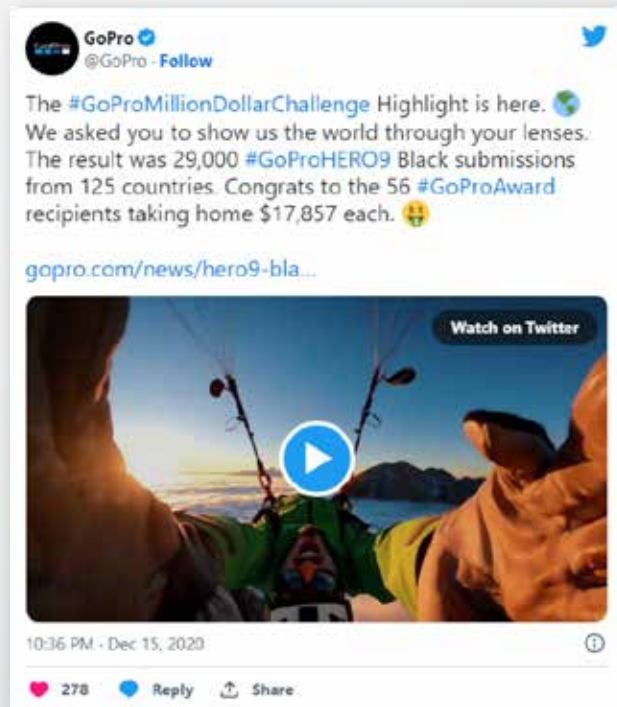 GoPro
@GoPro · Follow
The #GoProMillionDollarChallenge Highlight is here. 🌎
We asked you to show us the world through your lenses.
The result was 29,000 #GoProHERO9 Black submissions
from 125 countries. Congrats to the 56 #GoProAward
recipients taking home $17,857 each. 🤑
gopro.com/news/hero9-bla...
Watch on Twitter
10:36 PM · Dec 15, 2020
278 Reply Share